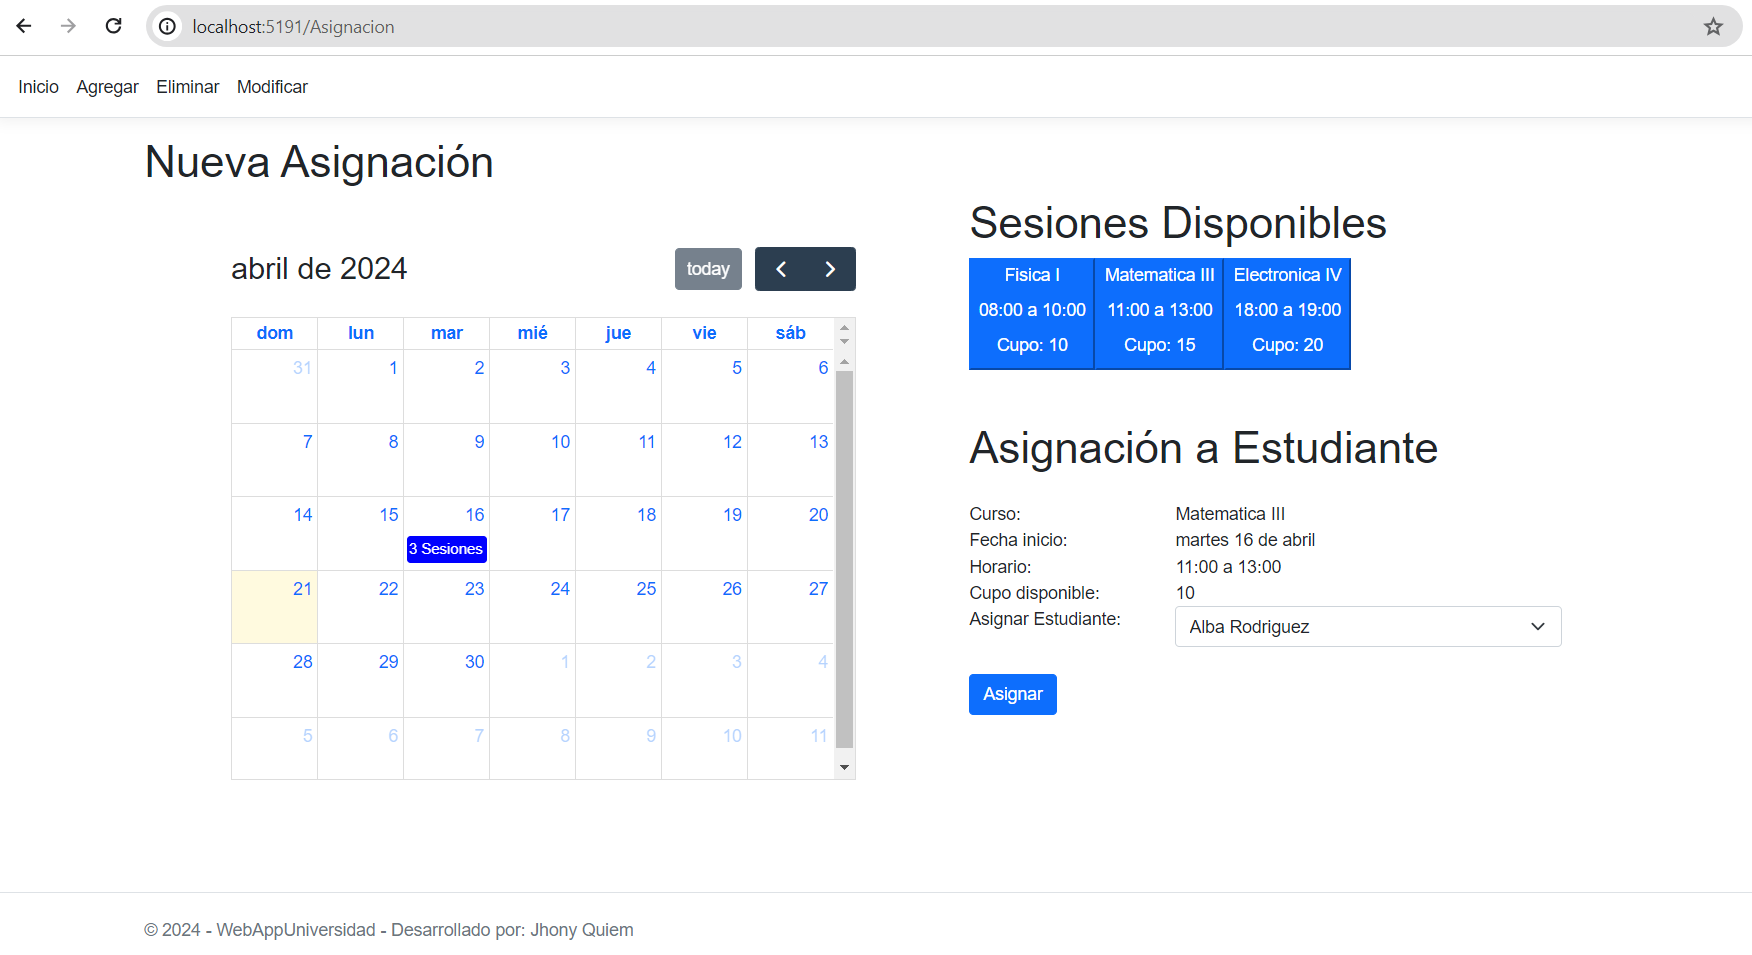 localhost:5191/Asignacion
Inicio Agregar Eliminar Modificar
Nueva Asignación
abril de 2024 today
dom lun mar mié jue vie sáb
31 1 2 3 4 5 6
7 8 9 10 11 12 13
14 15 16 17 18 19 20
3 Sesiones
21 22 23 24 25 26 27
28 29 30 1 2 3 4
5 6 7 8 9 10 11
Sesiones Disponibles
Fisica I Matematica III Electronica IV
08:00 a 10:00 11:00 a 13:00 18:00 a 19:00
Cupo: 10 Cupo: 15 Cupo: 20
Asignación a Estudiante
Curso: Matematica III
Fecha inicio: martes 16 de abril
Horario: 11:00 a 13:00
Cupo disponible: 10
Asignar Estudiante: Alba Rodriguez
Asignar
© 2024 - WebAppUniversidad - Desarrollado por: Jhony Quiem